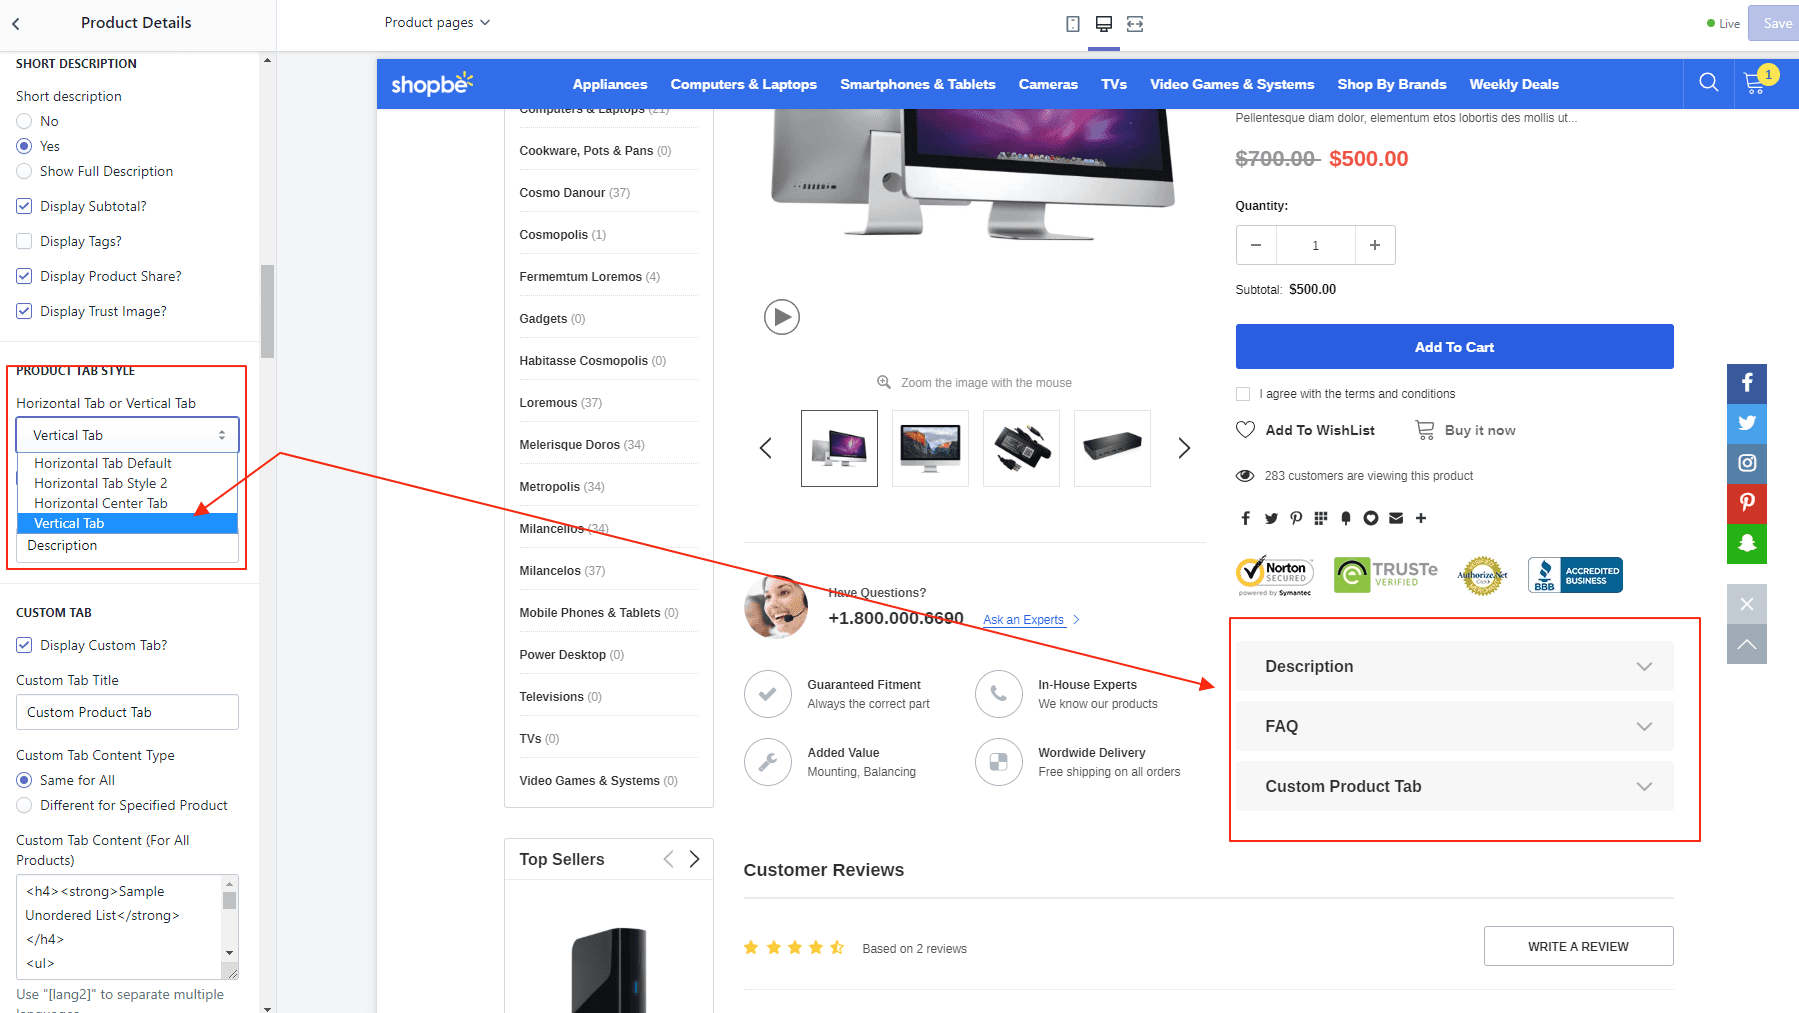 Product Details
Product pages
Live
Save
SHORT DESCRIPTION
Short description
No
Yes
Show Full Description
Display Subtotal?
Display Tags?
Display Product Share?
Display Trust Image?
PRODUCT TAB STYLE
Horizontal Tab or Vertical Tab
Vertical Tab
Horizontal Tab Default
Horizontal Tab Style 2
Horizontal Center Tab
Vertical Tab
Description
CUSTOM TAB
Display Custom Tab?
Custom Tab Title
Custom Product Tab
Custom Tab Content Type
Same for All
Different for Specified Product
Custom Tab Content (For All
Products)
<h4><strong>Sample
Unordered List</strong>
</h4>
<ul>
Use "[lang2]" to separate multiple
languages
shopbe
Appliances
Computers & Laptops
Smartphones & Tablets
Cameras
TVs
Video Games & Systems
Shop By Brands
Weekly Deals
1
Computers & Laptops (21)
Cookware, Pots & Pans (0)
Cosmo Danour (37)
Cosmopolis (1)
Fermemtum Loremos (4)
Gadgets (0)
Habitasse Cosmopolis (0)
Loremous (37)
Melerisque Doros (34)
Metropolis (34)
Milancellos (34)
Milancelos (37)
Mobile Phones & Tablets (0)
Power Desktop (0)
Televisions (0)
TVs (0)
Video Games & Systems (0)
Top Sellers
Zoom the image with the mouse
Have Questions?
+1.800.000.6690
Ask an Experts
Guaranteed Fitment
Always the correct part
In-House Experts
We know our products
Added Value
Mounting, Balancing
Wordwide Delivery
Free shipping on all orders
Pellentesque diam dolor, elementum etos lobortis des mollis ut...
$700.00 $500.00
Quantity:
1
Subtotal: $500.00
Add To Cart
I agree with the terms and conditions
Add To WishList
Buy it now
283 customers are viewing this product
Norton
SECURED
powered by Symantec
TRUSTe
VERIFIED
Authorize.Net
BBB
ACCREDITED
BUSINESS
Description
FAQ
Custom Product Tab
Customer Reviews
Based on 2 reviews
WRITE A REVIEW